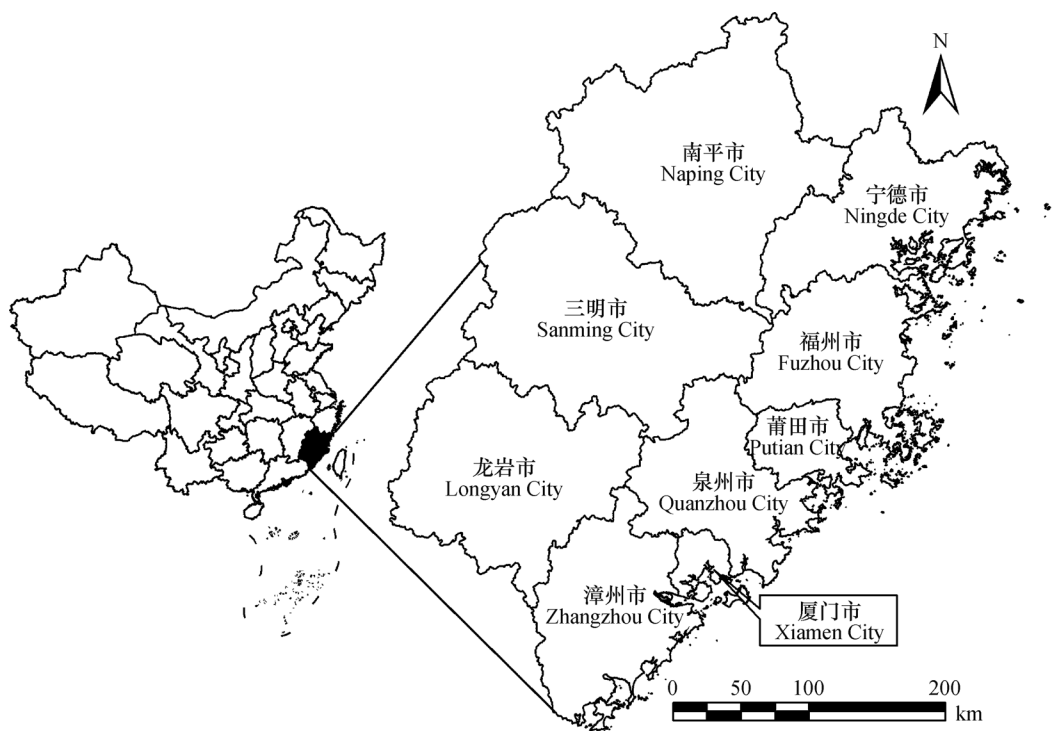 N
南平市
Naping City
宁德市
Ningde City
三明市
Sanming City
福州市
Fuzhou City
莆田市
Putian City
龙岩市
Longyan City
泉州市
Quanzhou City
漳州市
Zhangzhou City
厦门市
Xiamen City
0 50 100 200
km